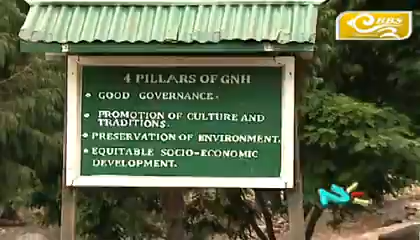 BBS
4 PILLARS OF GNH
• GOOD GOVERNANCE.
• PROMOTION OF CULTURE AND
TRADITIONS.
• PRESERVATION OF ENVIRONMENT.
• EQUITABLE SOCIO-ECONOMIC
DEVELOPMENT.